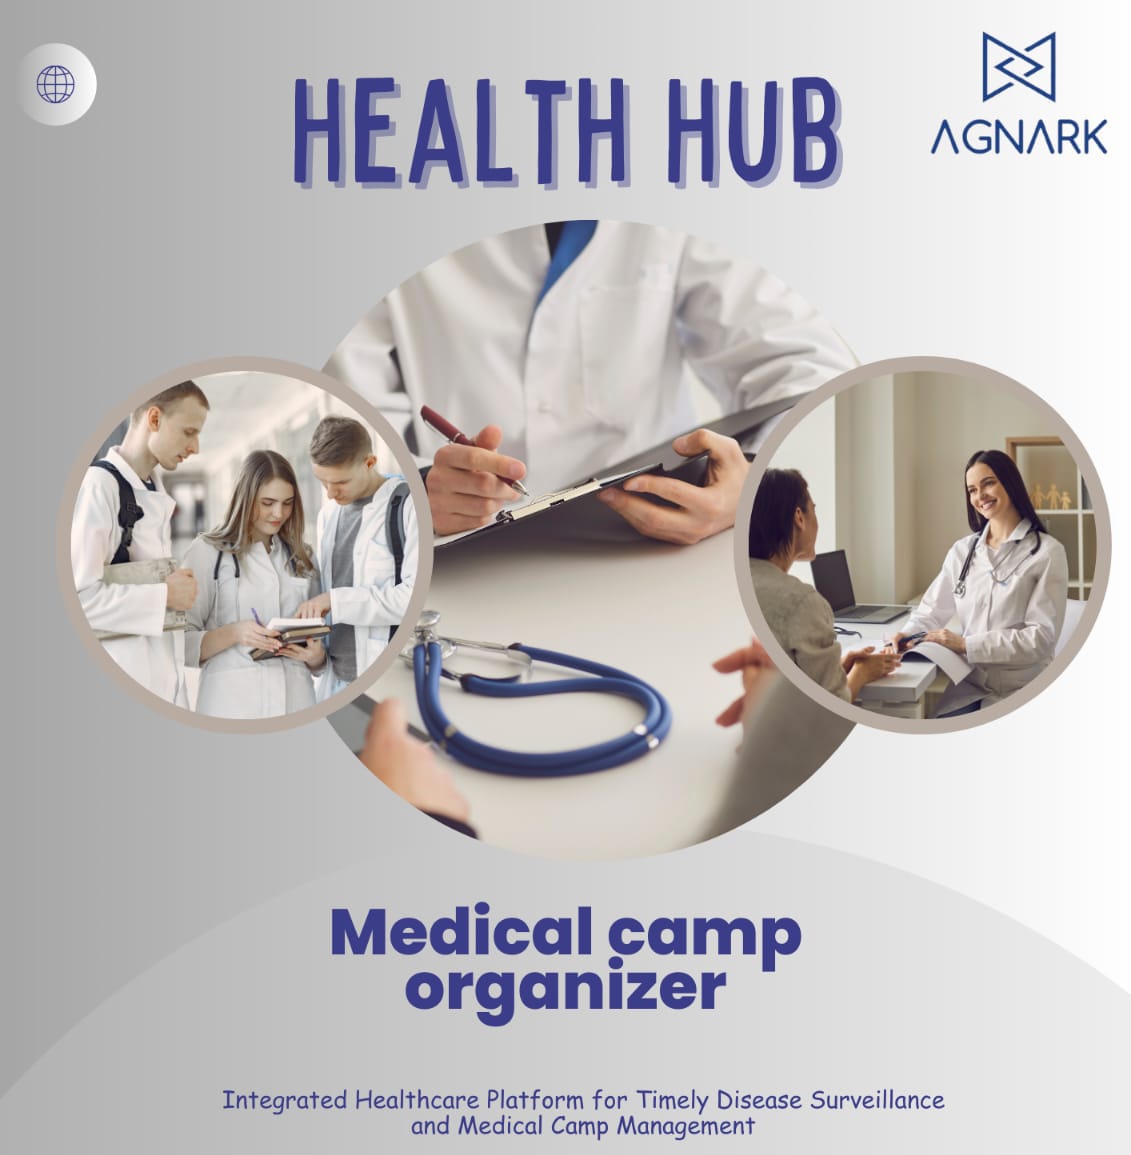 HEALTH HUB
AGNARK
Medical camp
organizer
Integrated Healthcare Platform for Timely Disease Surveillance
and Medical Camp Management